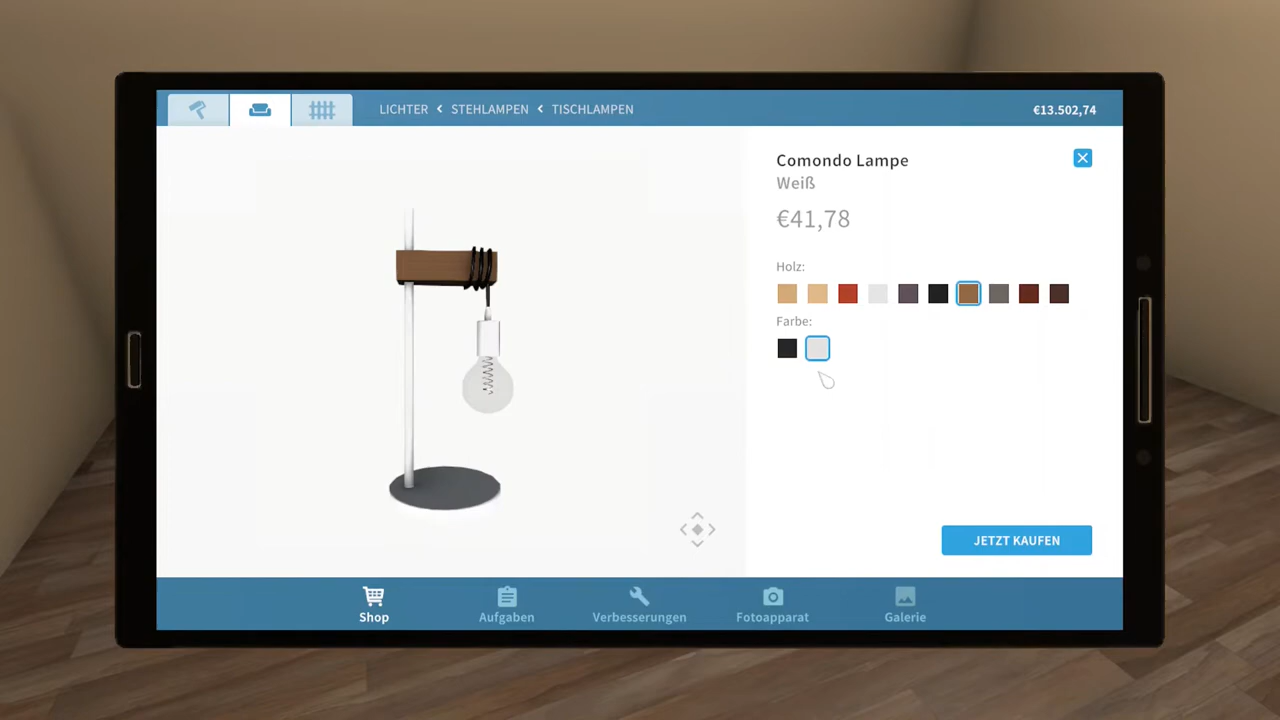 LICHTER < STEHLAMPEN < TISCHLAMPEN
€13.502,74
Comondo Lampe
Weiß
€41,78
Holz:
Farbe:
JETZT KAUFEN
Shop
Aufgaben
Verbesserungen
Fotoapparat
Galerie